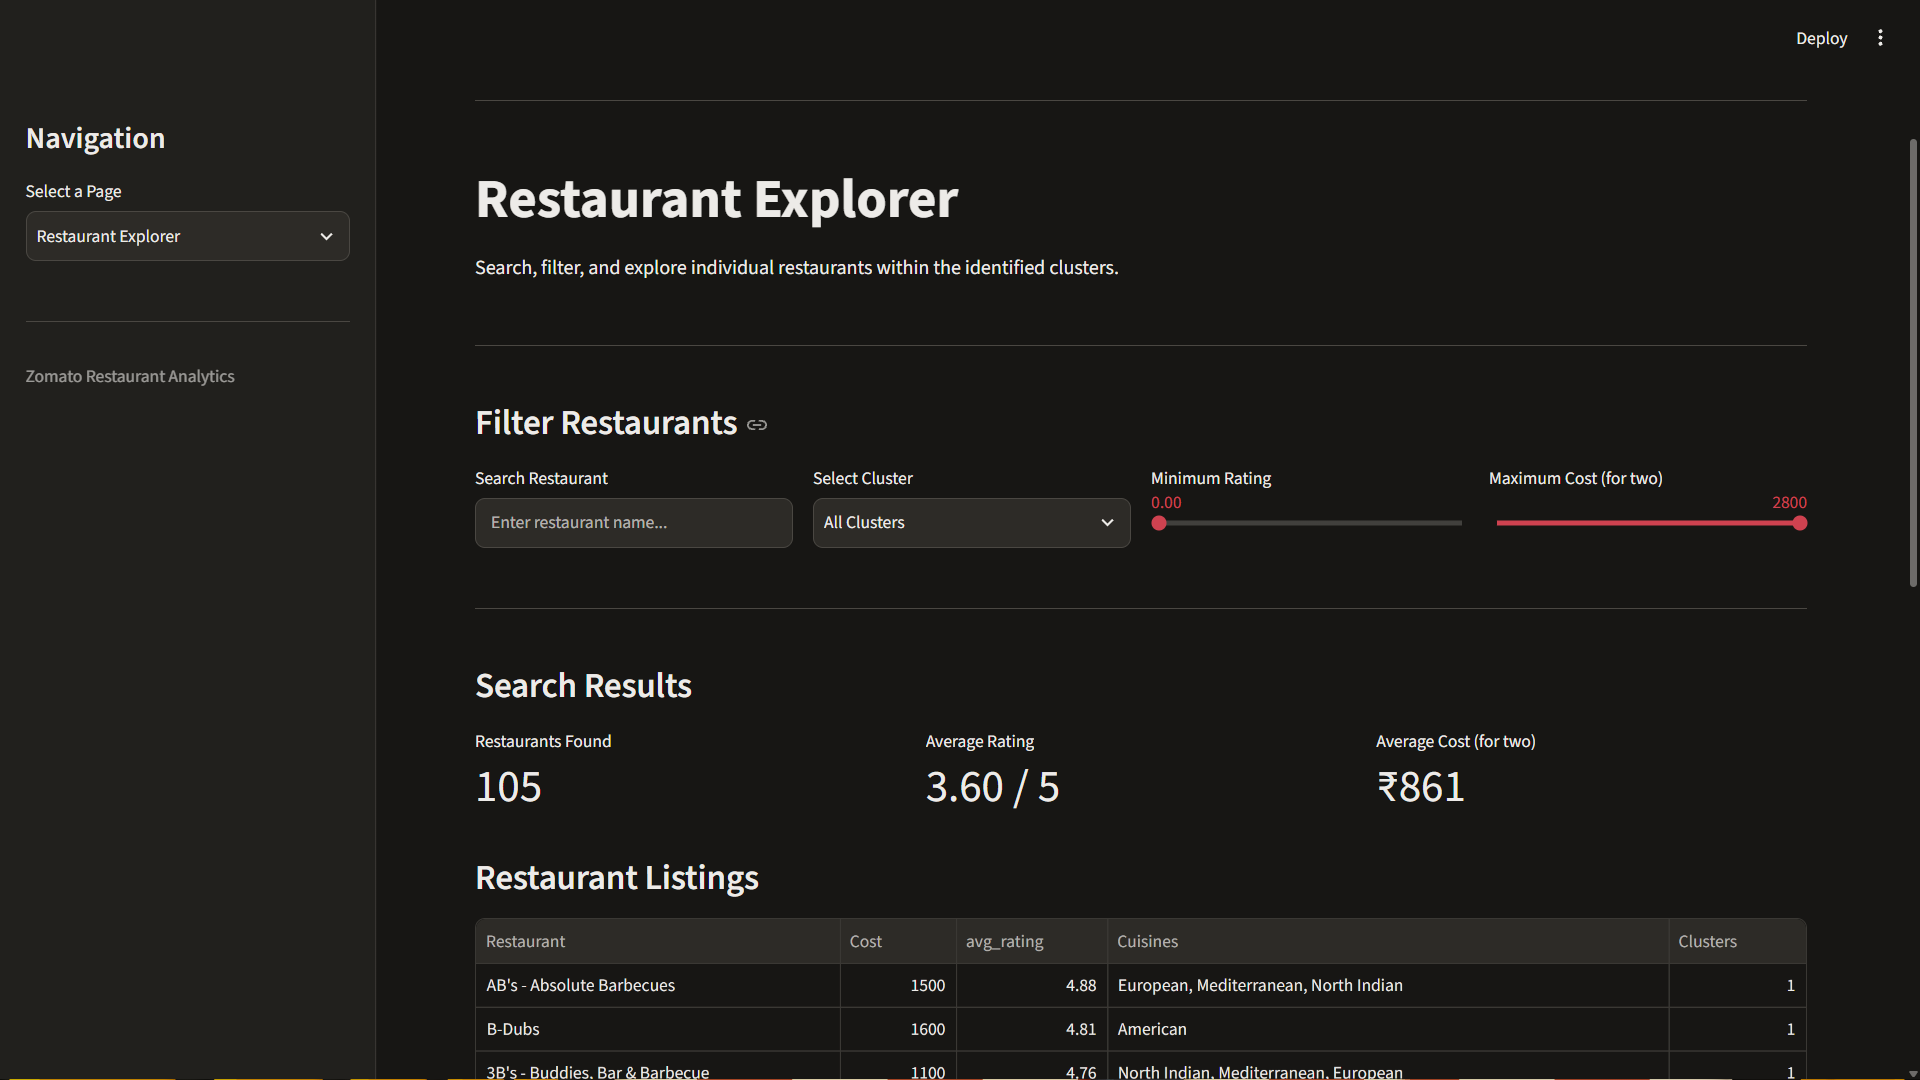 Deploy
Navigation
Select a Page
Restaurant Explorer
Zomato Restaurant Analytics
Restaurant Explorer
Search, filter, and explore individual restaurants within the identified clusters.
Filter Restaurants
Search Restaurant
Enter restaurant name...
Select Cluster
All Clusters
Minimum Rating
0.00
Maximum Cost (for two)
2800
Search Results
Restaurants Found
105
Average Rating
3.60 / 5
Average Cost (for two)
₹861
Restaurant Listings
Restaurant Cost avg_rating Cuisines Clusters
AB's - Absolute Barbecues 1500 4.88 European, Mediterranean, North Indian 1
B-Dubs 1600 4.81 American 1
3B's - Buddies, Bar & Barbecue 1100 4.76 North Indian, Mediterranean, European 1